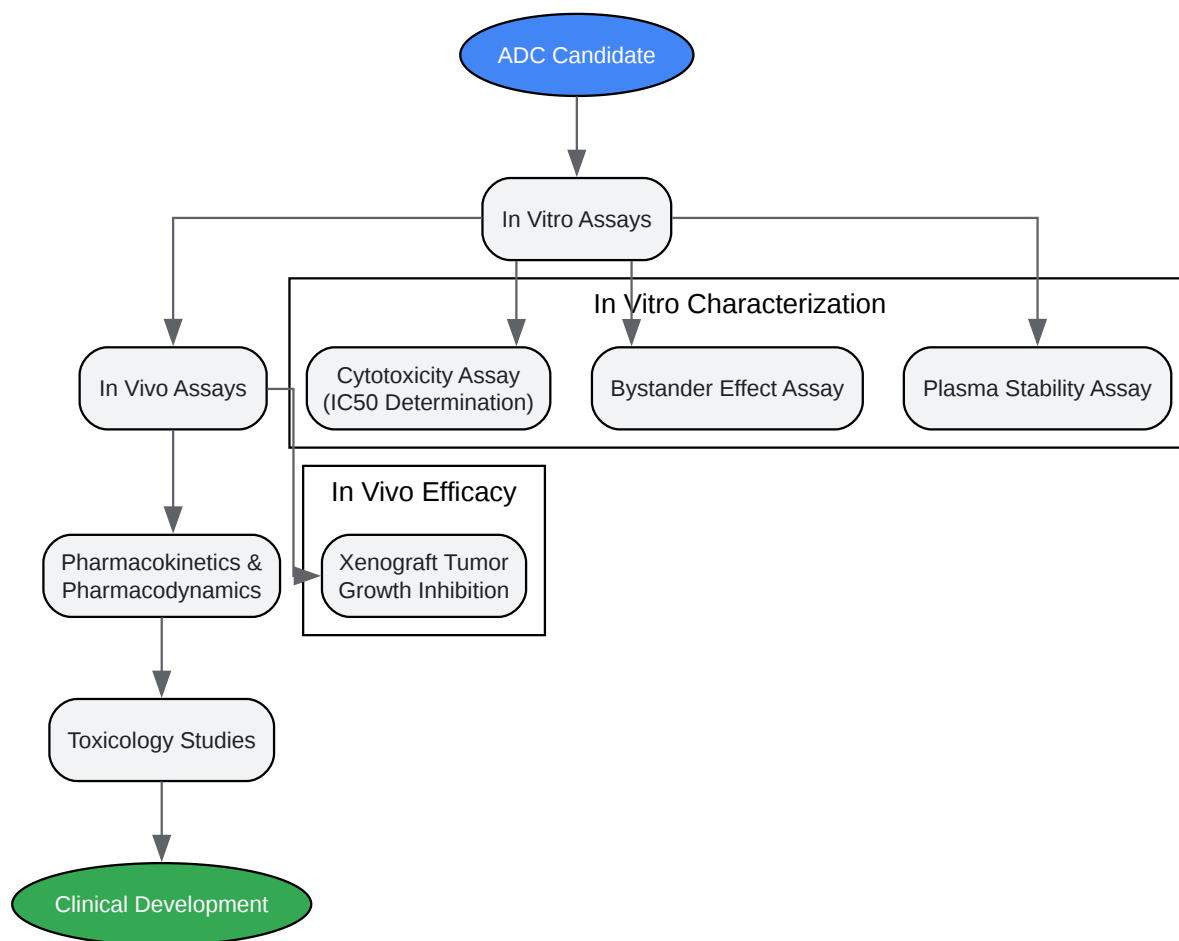 ADC Candidate
In Vitro Assays
In Vitro Characterization
In Vivo Assays
Cytotoxicity Assay
(IC50 Determination)
Bystander Effect Assay
Plasma Stability Assay
In Vivo Efficacy
Pharmacokinetics &
Pharmacodynamics
Xenograft Tumor
Growth Inhibition
Toxicology Studies
Clinical Development